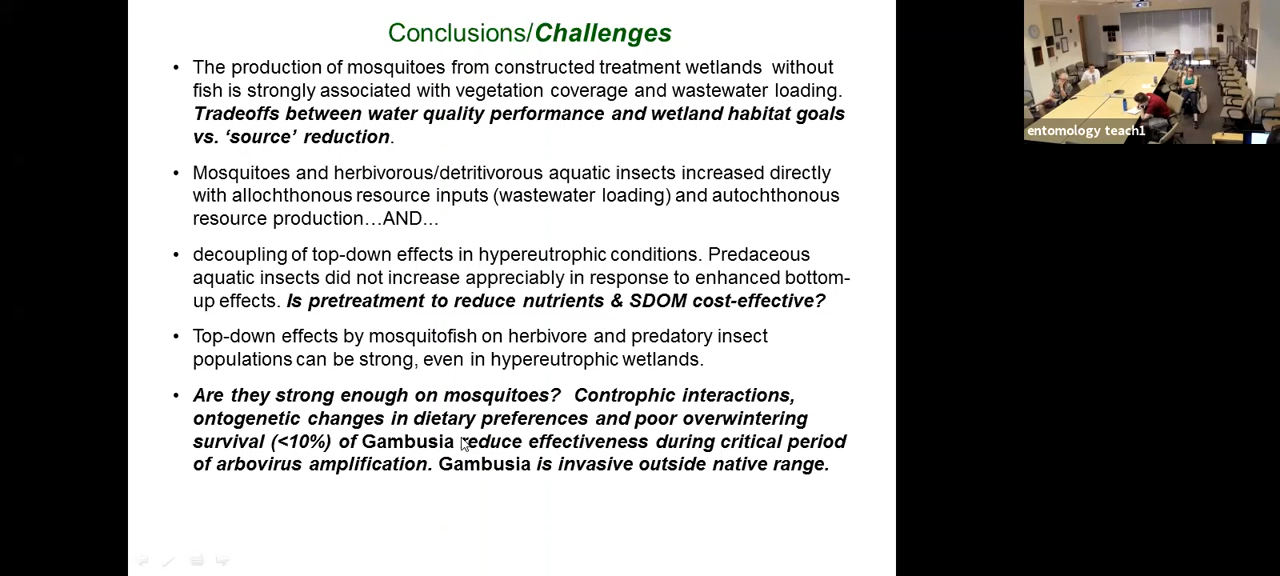 Conclusions/Challenges
• The production of mosquitoes from constructed treatment wetlands without
fish is strongly associated with vegetation coverage and wastewater loading.
Tradeoffs between water quality performance and wetland habitat goals
vs. ‘source’ reduction.
• Mosquitoes and herbivorous/detritivorous aquatic insects increased directly
with allochthonous resource inputs (wastewater loading) and autochthonous
resource production…AND...
• decoupling of top-down effects in hypereutrophic conditions. Predaceous
aquatic insects did not increase appreciably in response to enhanced bottom-
up effects. Is pretreatment to reduce nutrients & SDOM cost-effective?
• Top-down effects by mosquitofish on herbivore and predatory insect
populations can be strong, even in hypereutrophic wetlands.
• Are they strong enough on mosquitoes? Controphic interactions,
ontogenetic changes in dietary preferences and poor overwintering
survival (<10%) of Gambusia reduce effectiveness during critical period
of arbovirus amplification. Gambusia is invasive outside native range.
entomology teach1